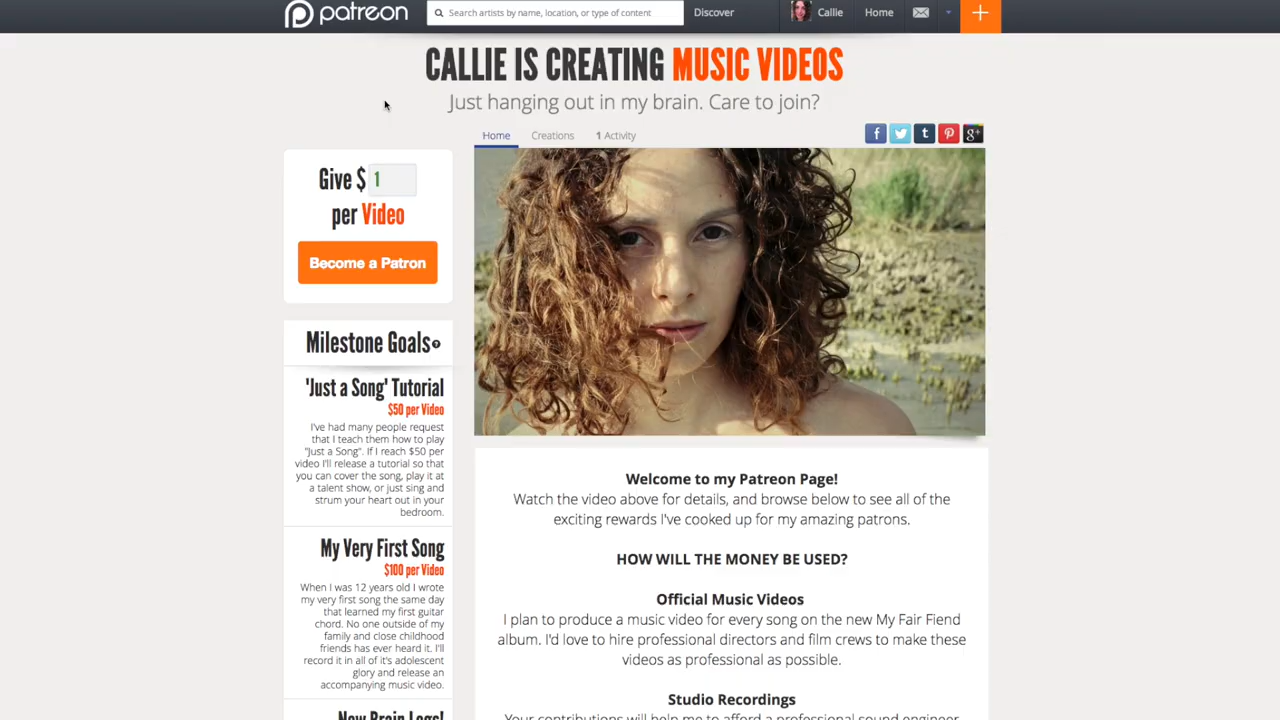 patreon
Search artists by name, location, or type of content
Discover
Callie
Home
CALLIE IS CREATING MUSIC VIDEOS
Just hanging out in my brain. Care to join?
Home
Creations
1 Activity
f
t
g+
Give $ 1
per Video
Become a Patron
Milestone Goals
'Just a Song' Tutorial
$50 per Video
I've had many people request
that I teach them how to play
"Just a Song". If I reach $50 per
video I'll release a tutorial so that
you can cover the song, play it at
a talent show, or just sing and
strum your heart out in your
bedroom.
My Very First Song
$100 per Video
When I was 12 years old I wrote
my very first song the same day
that learned my first guitar
chord. No one outside of my
family and close childhood
friends has ever heard it. I'll
record it in all of it's adolescent
glory and release an
accompanying music video.
Welcome to my Patreon Page!
Watch the video above for details, and browse below to see all of the
exciting rewards I've cooked up for my amazing patrons.
HOW WILL THE MONEY BE USED?
Official Music Videos
I plan to produce a music video for every song on the new My Fair Fiend
album. I'd love to hire professional directors and film crews to make these
videos as professional as possible.
Studio Recordings
Your contributions will help me to afford a professional sound engineer